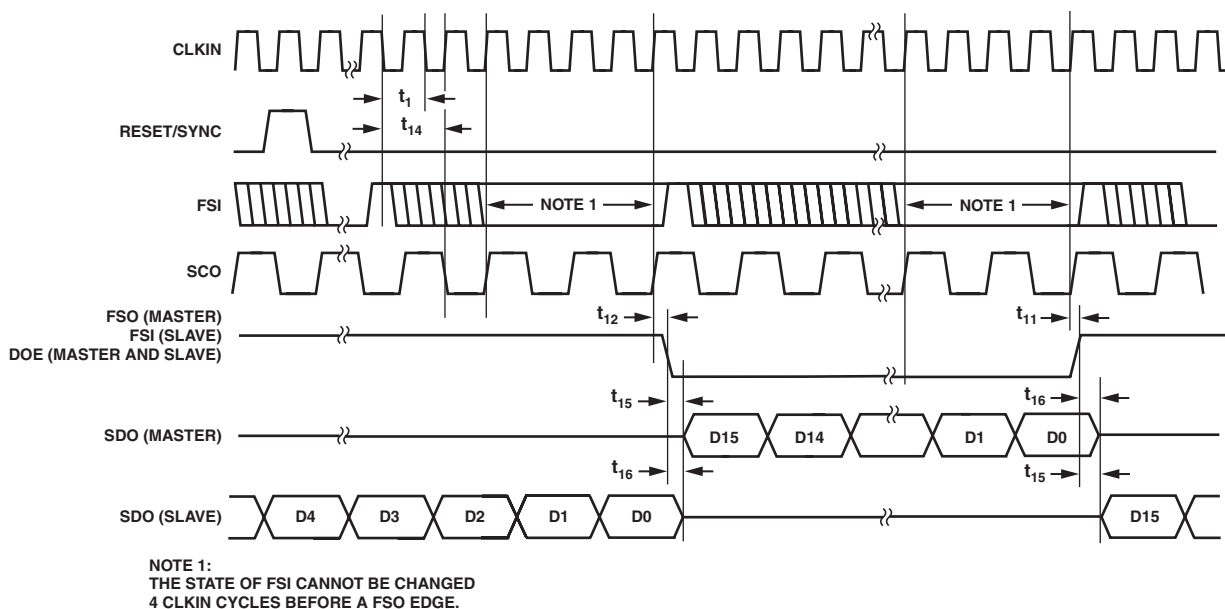 CLKIN
t1
RESET/SYNC
t14
FSI
NOTE 1
NOTE 1
SCO
FSO (MASTER)
FSI (SLAVE)
DOE (MASTER AND SLAVE)
t12
t11
t15
t16
SDO (MASTER)
D15
D14
D1
D0
t16
t15
SDO (SLAVE)
D4
D3
D2
D1
D0
D15
NOTE 1:
THE STATE OF FSI CANNOT BE CHANGED
4 CLKIN CYCLES BEFORE A FSO EDGE.